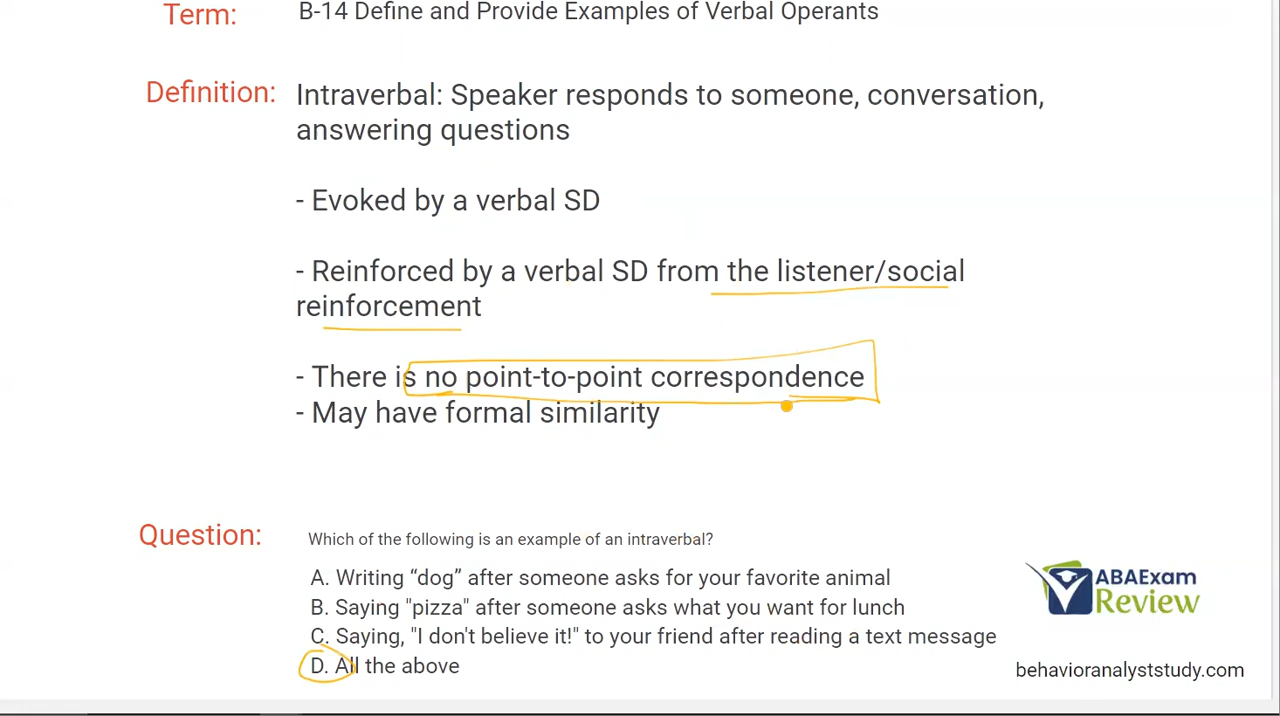 Term: B-14 Define and Provide Examples of Verbal Operants
Definition: Intraverbal: Speaker responds to someone, conversation,
answering questions
- Evoked by a verbal SD
- Reinforced by a verbal SD from the listener/social
reinforcement
- There is no point-to-point correspondence
- May have formal similarity
Question: Which of the following is an example of an intraverbal?
A. Writing “dog” after someone asks for your favorite animal
B. Saying "pizza" after someone asks what you want for lunch
C. Saying, "I don't believe it!" to your friend after reading a text message
D. All the above
ABAExam
Review
behavioranalyststudy.com